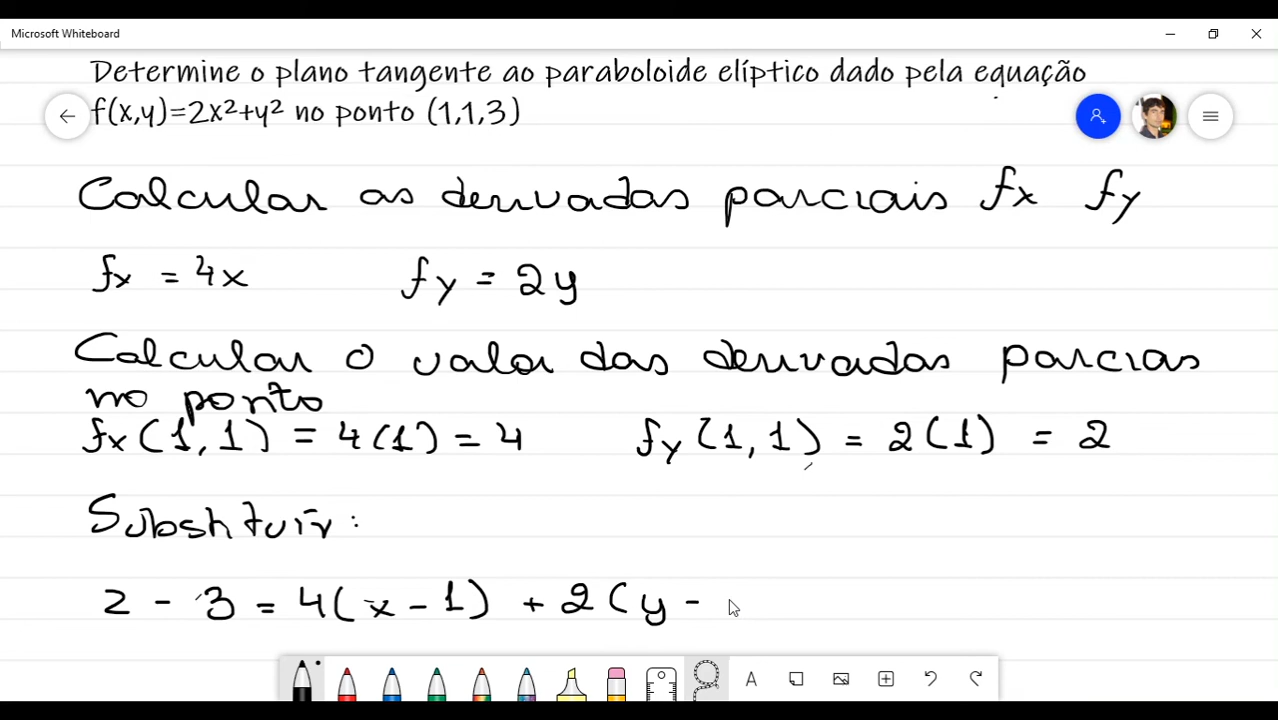 Microsoft Whiteboard
Determine o plano tangente ao paraboloide elíptico dado pela equação
f(x,y)=2x²+y² no ponto (1,1,3)
Calcular as derivadas parciais fx fy
fx = 4x fy = 2y
Calcular o valor das derivadas parcias
no ponto
fx(1,1) = 4(1) = 4 fy(1,1) = 2(1) = 2
Substituir:
z - 3 = 4(x - 1) + 2(y -
A